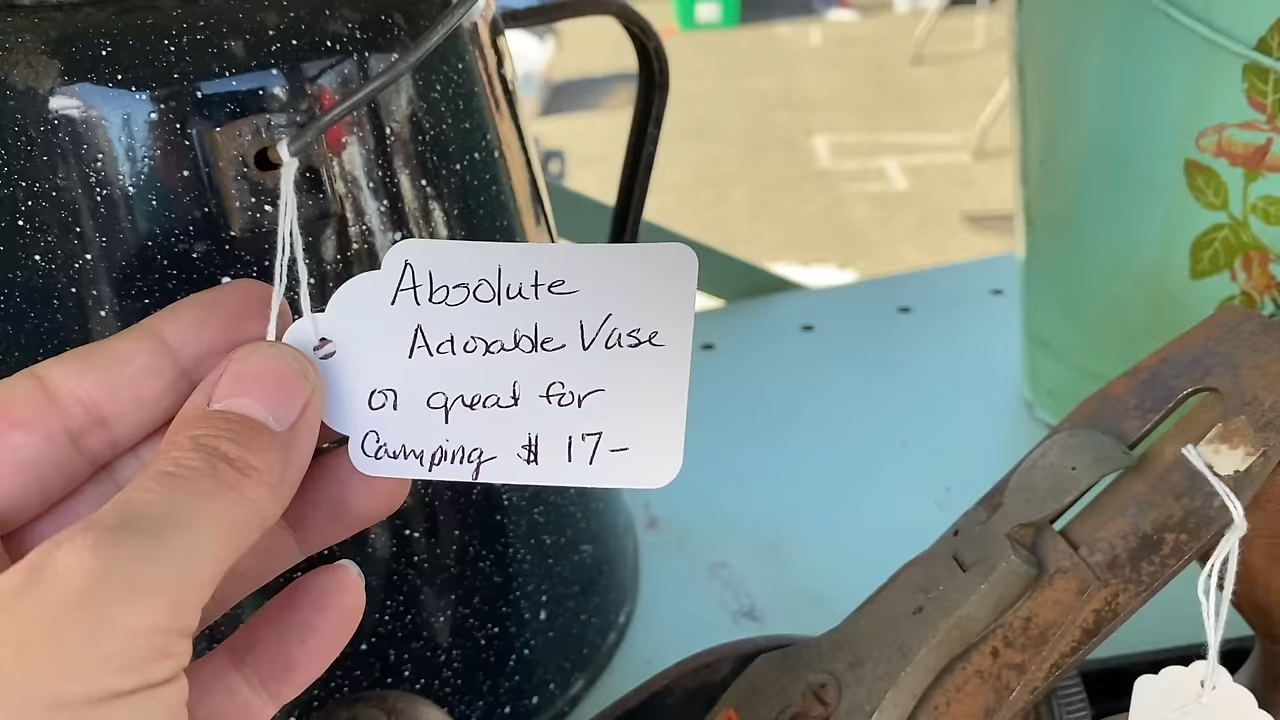 Absolute
Adorable Vase
or great for
Camping $ 17-